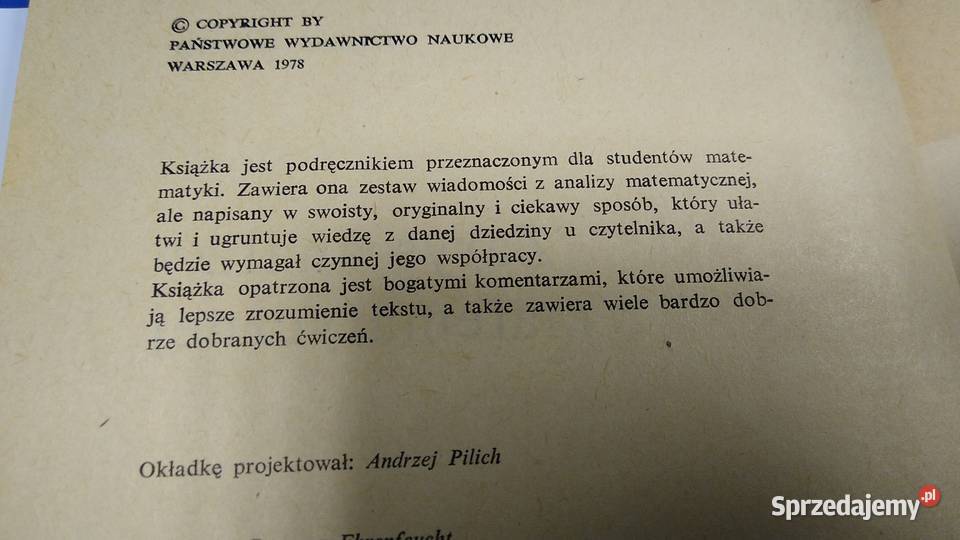 © COPYRIGHT BY
PAŃSTWOWE WYDAWNICTWO NAUKOWE
WARSZAWA 1978
Książka jest podręcznikiem przeznaczonym dla studentów mate-
matyki. Zawiera ona zestaw wiadomości z analizy matematycznej,
ale napisany w swoisty, oryginalny i ciekawy sposób, który uła-
twi i ugruntuje wiedzę z danej dziedziny u czytelnika, a także
będzie wymagał czynnej jego współpracy.
Książka opatrzona jest bogatymi komentarzami, które umożliwia-
ją lepsze zrozumienie tekstu, a także zawiera wiele bardzo dob-
rze dobranych ćwiczeń.
Okładkę projektował: Andrzej Pilich
Ehrenfeucht
Sprzedajemy.pl